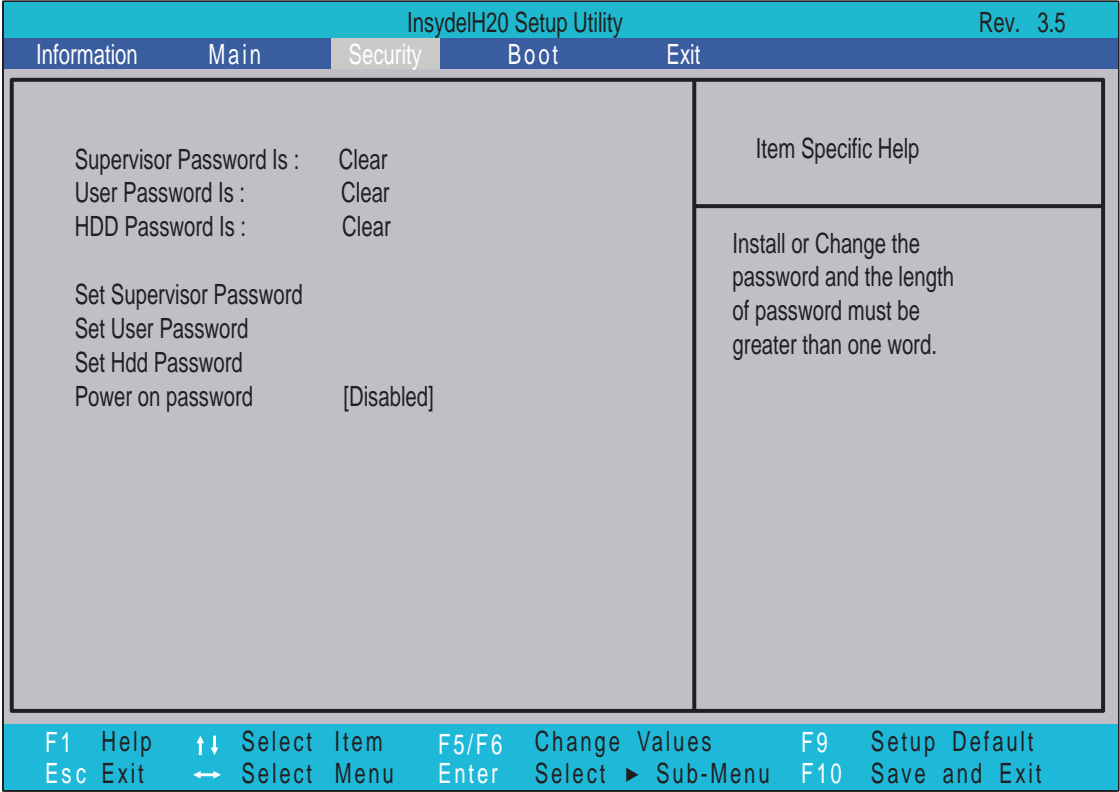 InsydelH20 Setup Utility Rev. 3.5
Information Main Security Boot Exit
Supervisor Password Is : Clear
User Password Is : Clear
HDD Password Is : Clear
Set Supervisor Password
Set User Password
Set Hdd Password
Power on password [Disabled]
Item Specific Help
Install or Change the
password and the length
of password must be
greater than one word.
F1 Help ↑↓ Select Item F5/F6 Change Values F9 Setup Default
Esc Exit ↔ Select Menu Enter Select ► Sub-Menu F10 Save and Exit